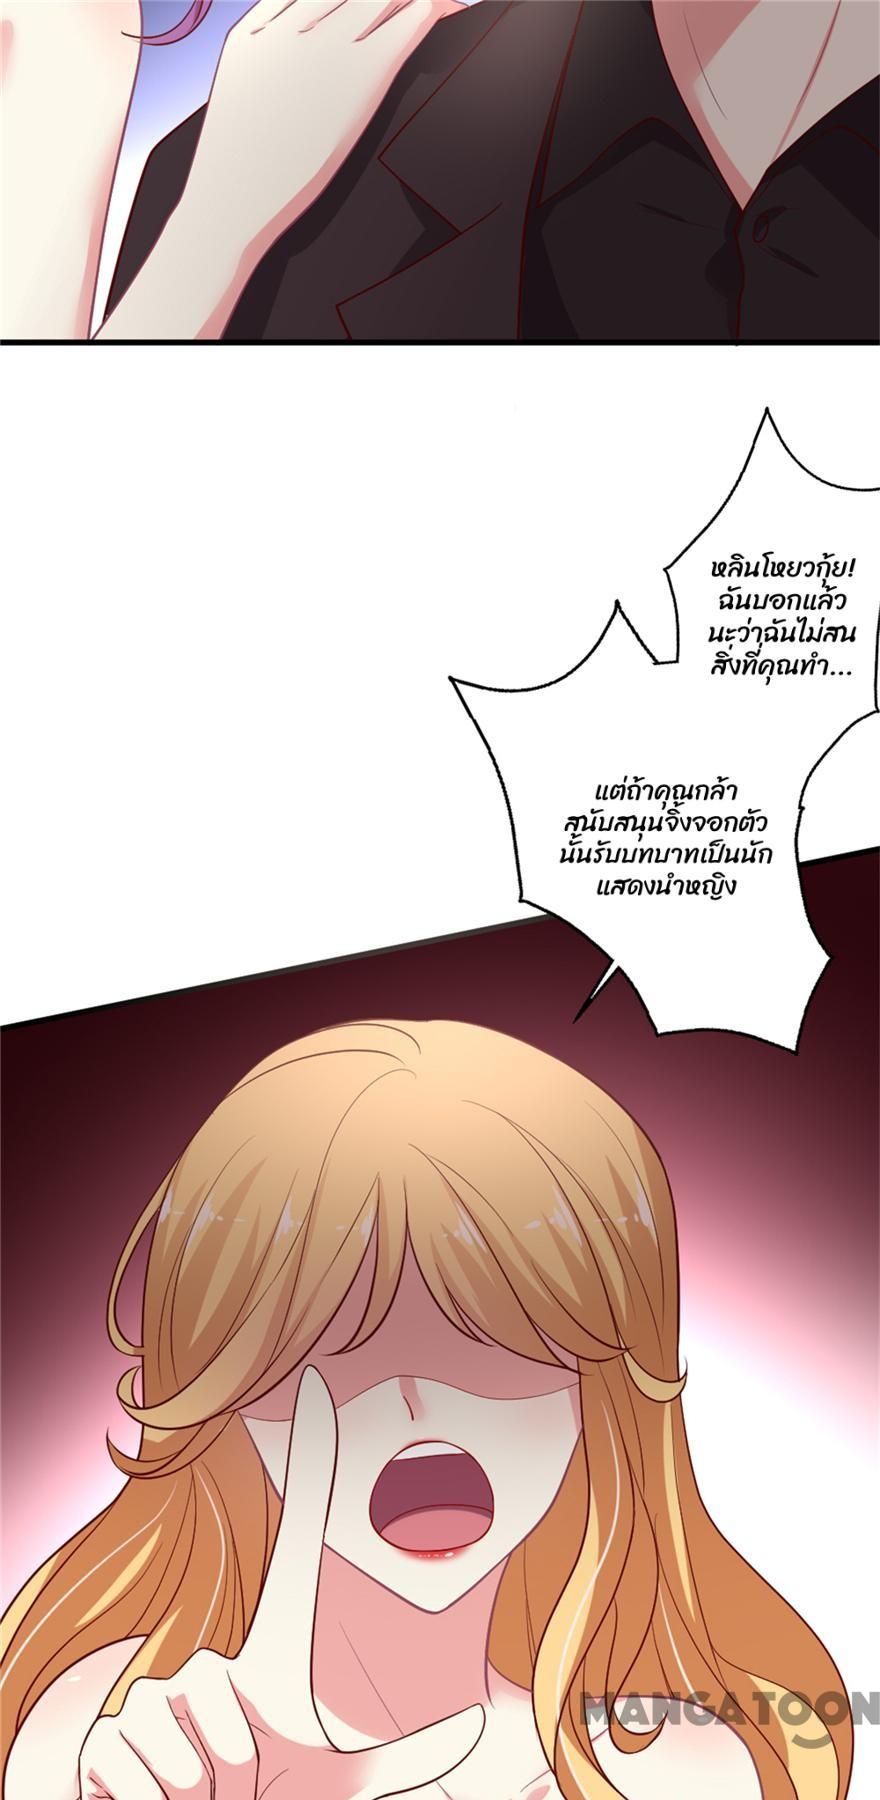 หลินโหยวกุ้ย!
ฉันบอกแล้ว
นะว่าฉันไม่สน
สิ่งที่คุณทำ...
แต่ถ้าคุณกล้า
สนับสนุนจิ้งจอกตัว
นั้นรับบทบาทเป็นนัก
แสดงนำหญิง
MANGATOON